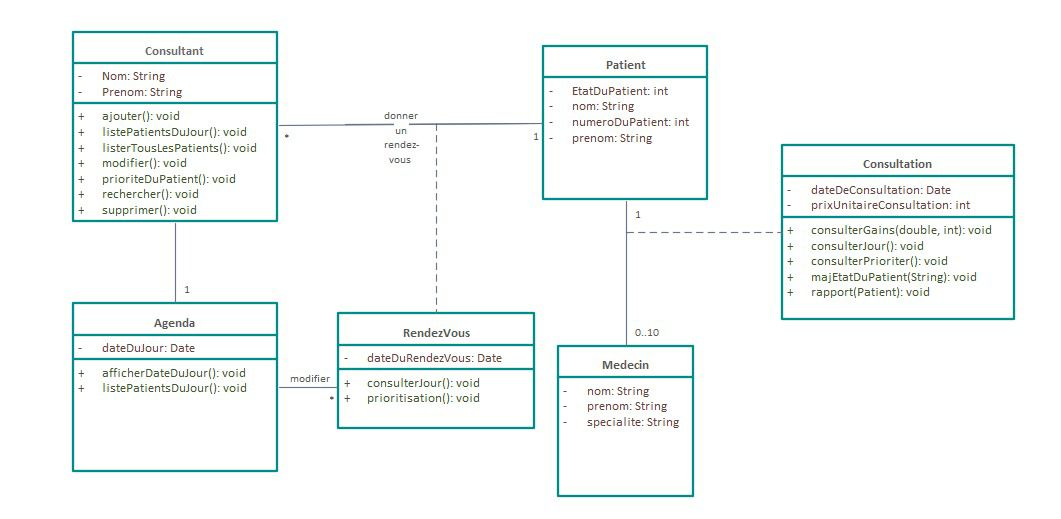 Consultant
- Nom: String
- Prenom: String
+ ajouter(): void
+ listePatientsDuJour(): void
+ listerTousLesPatients(): void
+ modifier(): void
+ prioriteDuPatient(): void
+ rechercher(): void
+ supprimer(): void
*
donner
un
rendez-
vous
1
Patient
- EtatDuPatient: int
- nom: String
- numeroDuPatient: int
- prenom: String
Consultation
- dateDeConsultation: Date
- prixUnitaireConsultation: int
+ consulterGains(double, int): void
+ consulterJour(): void
+ consulterPrioriter(): void
+ majEtatDuPatient(String): void
+ rapport(Patient): void
1
1
0..10
Agenda
- dateDuJour: Date
+ afficherDateDuJour(): void
+ listePatientsDuJour(): void
modifier
*
RendezVous
- dateDuRendezVous: Date
+ consulterJour(): void
+ prioritisation(): void
Medecin
- nom: String
- prenom: String
- specialite: String